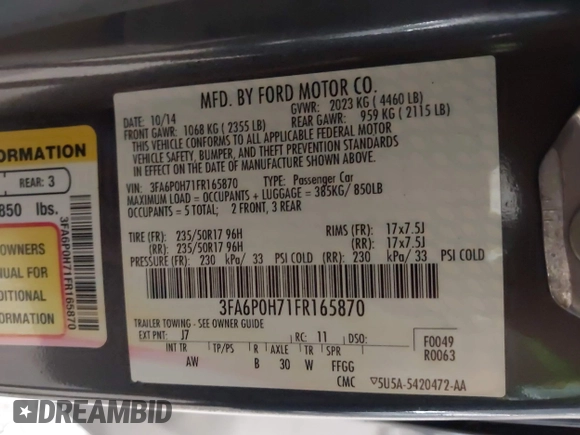 MFD. BY FORD MOTOR CO.
DATE: 10/14 GVWR: 2023 KG ( 4460 LB)
FRONT GAWR: 1068 KG ( 2355 LB) REAR GAWR: 959 KG ( 2115 LB)
THIS VEHICLE CONFORMS TO ALL APPLICABLE FEDERAL MOTOR
VEHICLE SAFETY, BUMPER, AND THEFT PREVENTION STANDARDS
IN EFFECT ON THE DATE OF MANUFACTURE SHOWN ABOVE.
VIN: 3FA6P0H71FR165870 TYPE: Passenger Car
MAXIMUM LOAD = OCCUPANTS + LUGGAGE = 385KG/ 850LB
OCCUPANTS = 5 TOTAL; 2 FRONT, 3 REAR
TIRE (FR): 235/50R17 96H RIMS (FR): 17x7.5J
(RR): 235/50R17 96H (RR): 17x7.5J
PRESSURE (FR): 230 kPa/ 33 PSI COLD (RR): 230 kPa/ 33 PSI COLD
3FA6P0H71FR165870
TRAILER TOWING - SEE OWNER GUIDE
EXT PNT: J7 RC: 11 DSO: F0049
R0063
INT TR TP/PS R AXLE TR SPR
AW B 30 W FFGG
CMC ▽5U5A-5420472-AA
ORMATION
REAR: 3
850 lbs.
OWNERS
NUAL FOR
DITIONAL
ORMATION
3FA6P0H71FR165870
DREAMBID